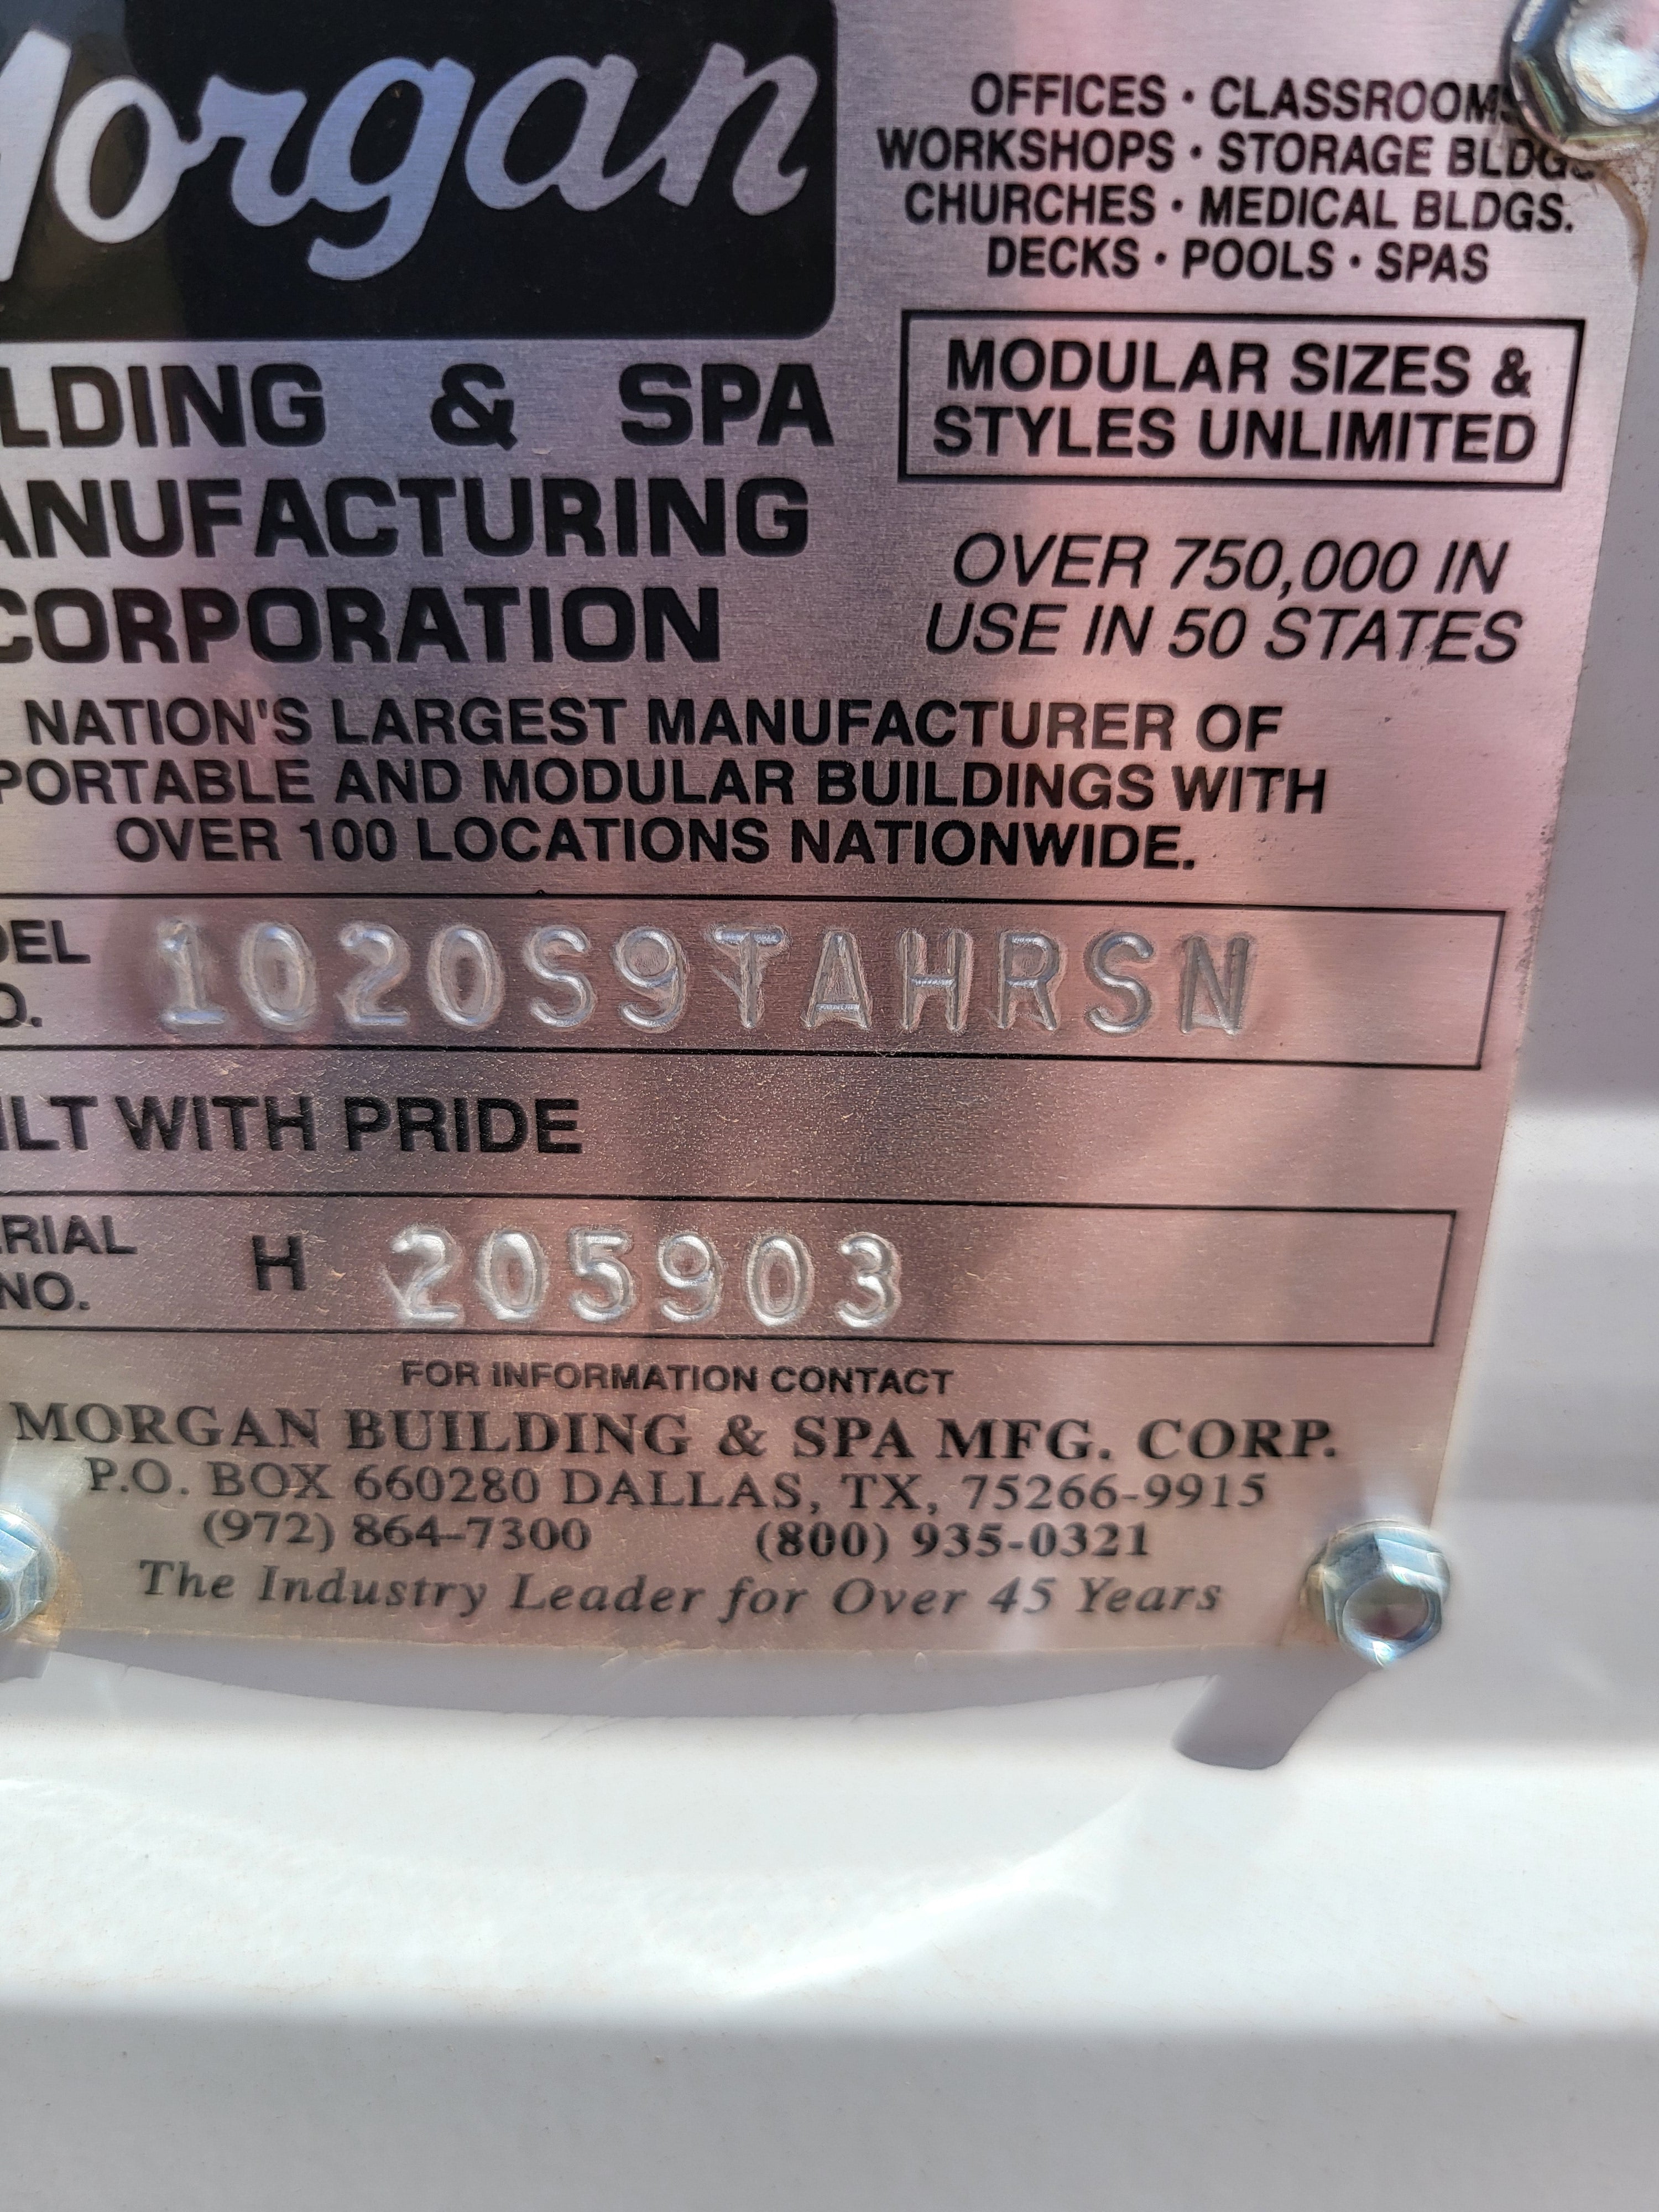 Morgan
LDING & SPA
ANUFACTURING
CORPORATION
OFFICES • CLASSROOMS
WORKSHOPS • STORAGE BLDGS.
CHURCHES • MEDICAL BLDGS.
DECKS • POOLS • SPAS
MODULAR SIZES &
STYLES UNLIMITED
OVER 750,000 IN
USE IN 50 STATES
NATION'S LARGEST MANUFACTURER OF
PORTABLE AND MODULAR BUILDINGS WITH
OVER 100 LOCATIONS NATIONWIDE.
DEL
O. 1020S9TAHRSN
ILT WITH PRIDE
ERIAL
NO. H 205903
FOR INFORMATION CONTACT
MORGAN BUILDING & SPA MFG. CORP.
P.O. BOX 660280 DALLAS, TX, 75266-9915
(972) 864-7300 (800) 935-0321
The Industry Leader for Over 45 Years